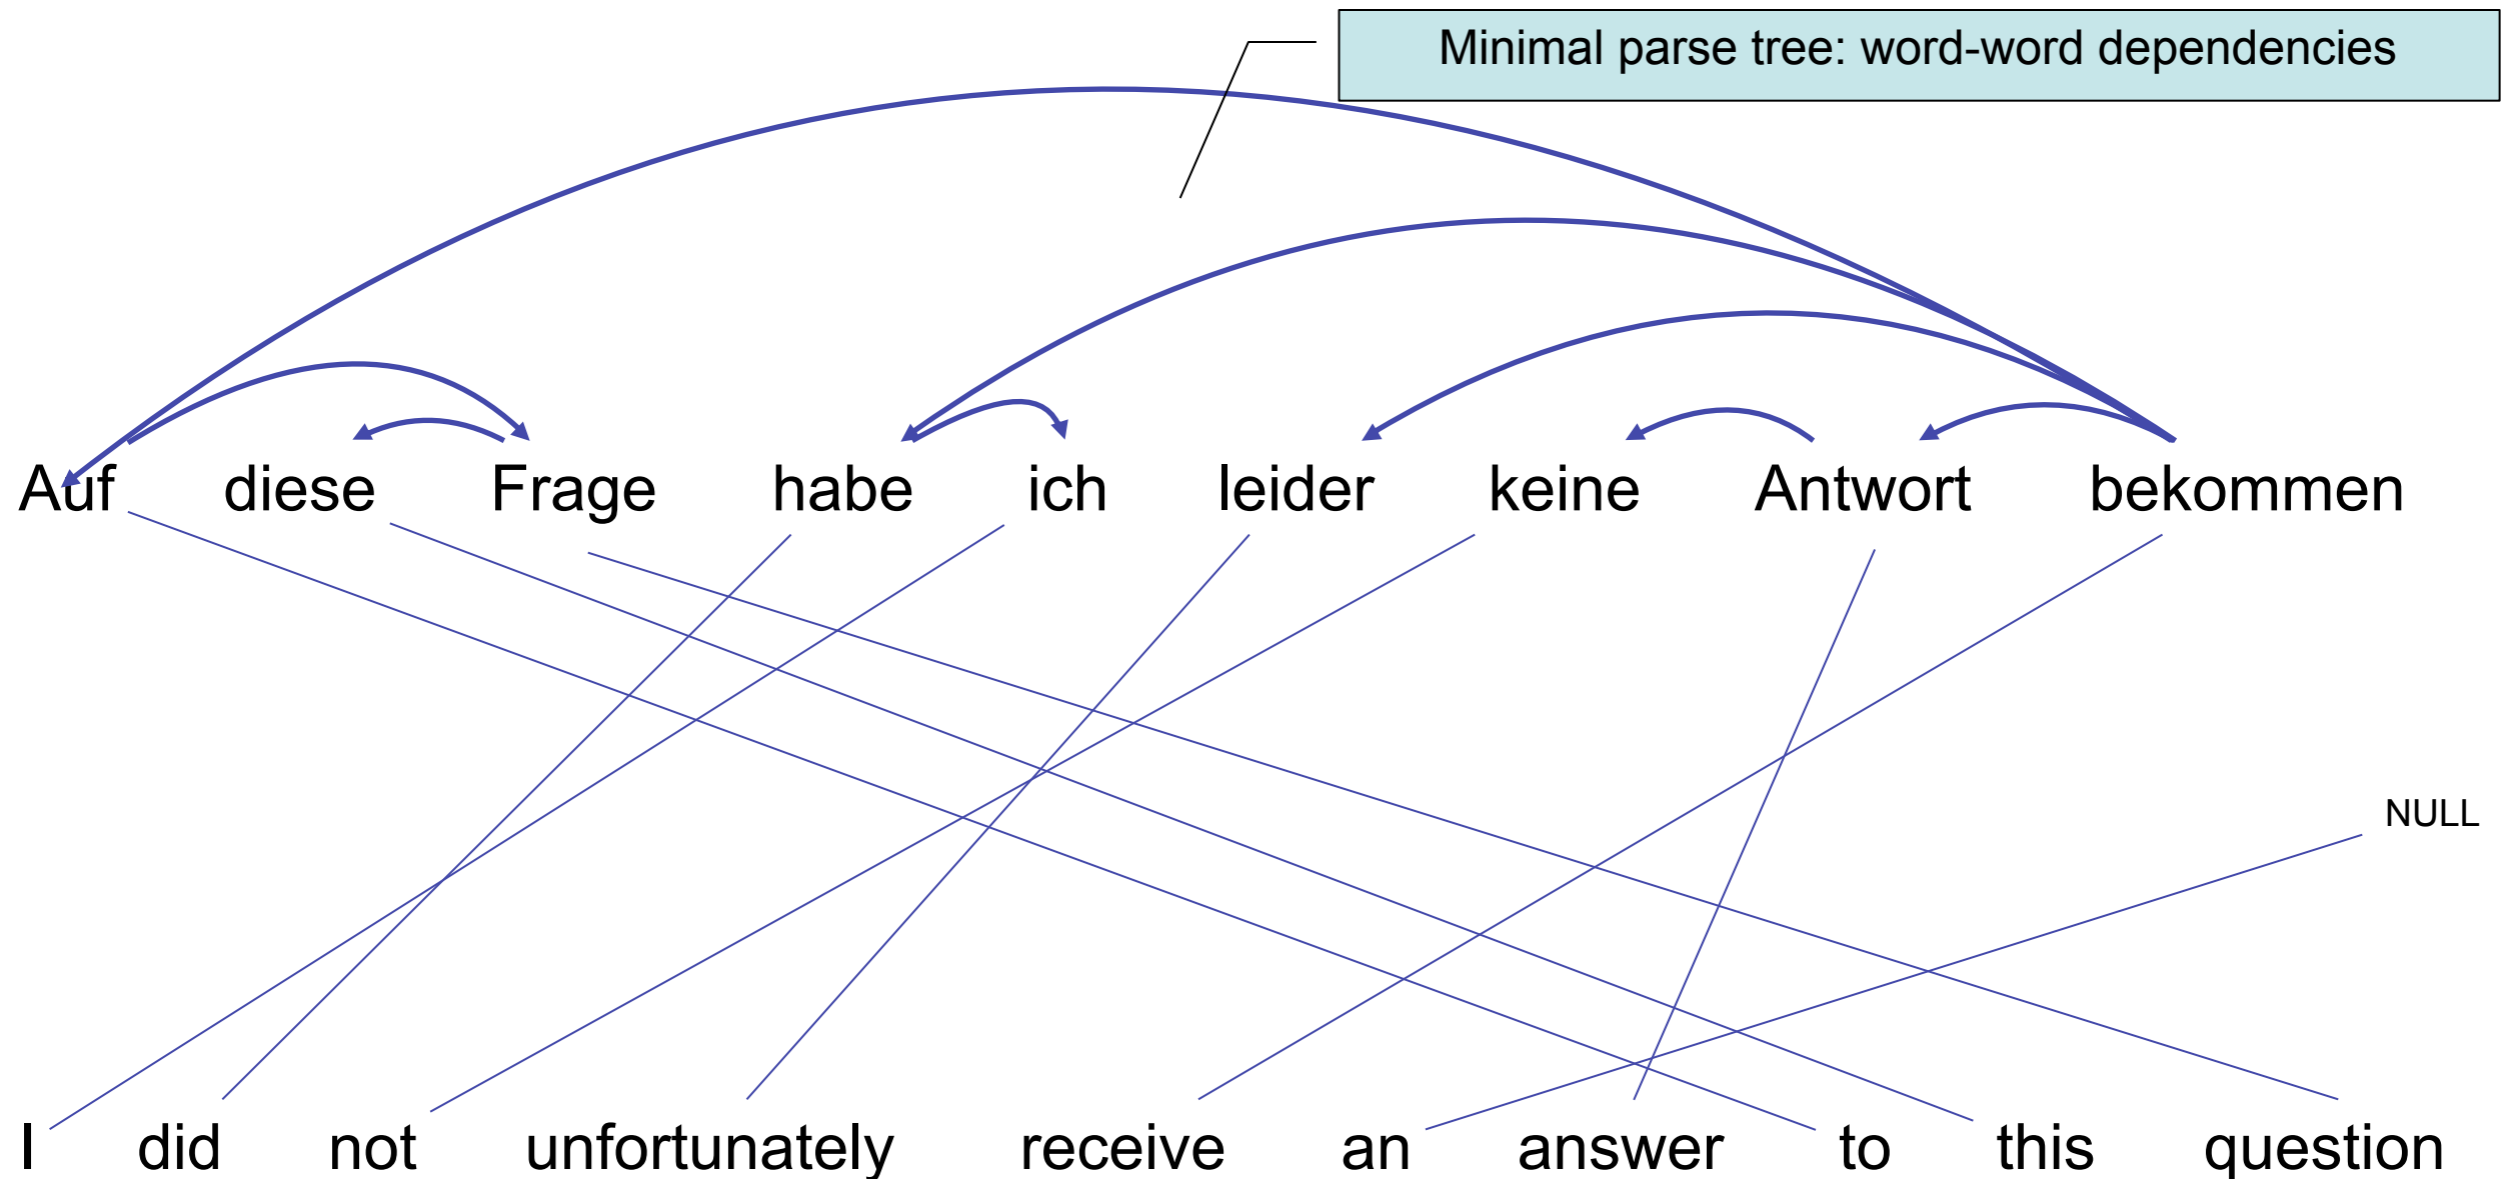 Minimal parse tree: word-word dependencies
Auf diese Frage habe ich leider keine Antwort bekommen
NULL
I did not unfortunately receive an answer to this question